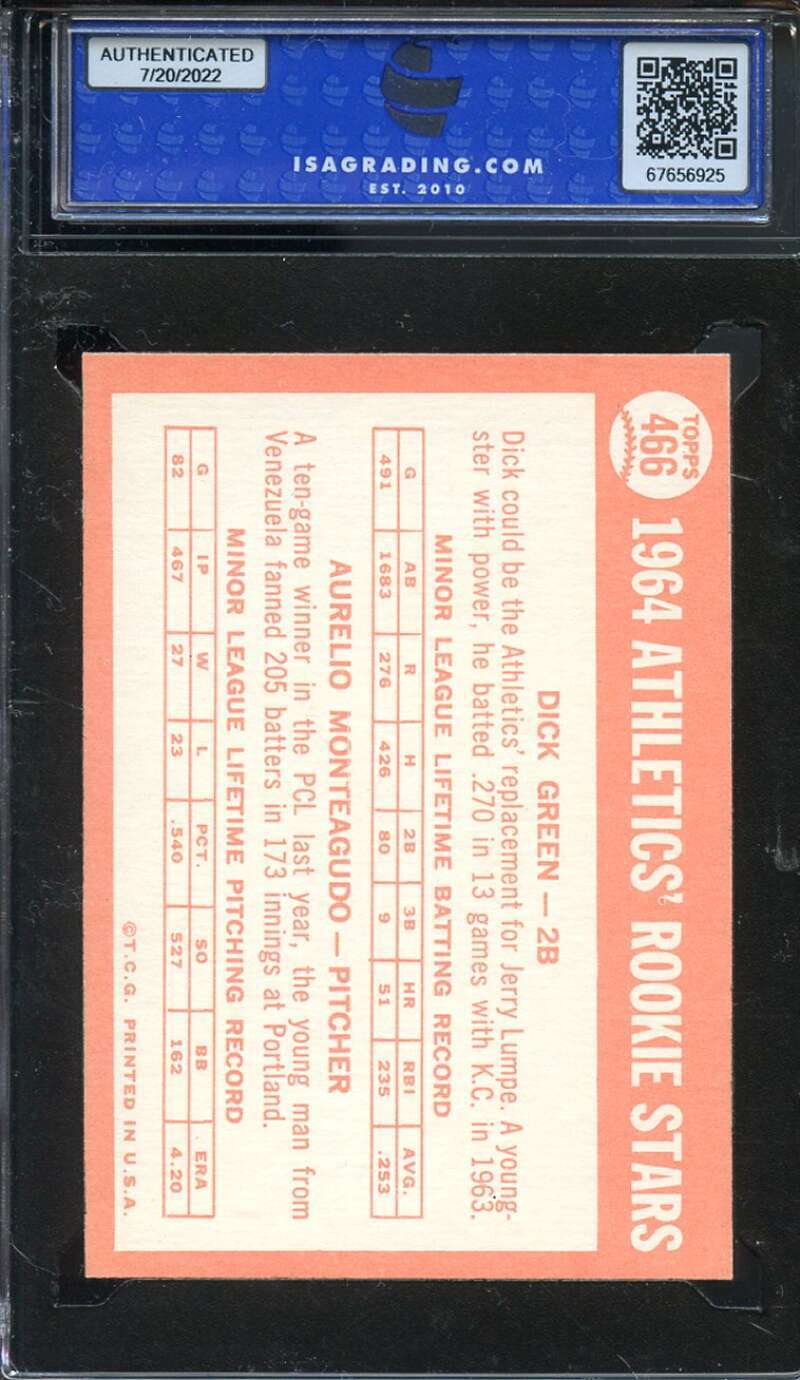 AUTHENTICATED
7/20/2022
ISAGRADING.COM
EST. 2010
67656925
TOPPS
466
1964 ATHLETICS' ROOKIE STARS
DICK GREEN — 2B
Dick could be the Athletics' replacement for Jerry Lumpe. A young-
ster with power, he batted .270 in 13 games with K.C. in 1963.
MINOR LEAGUE LIFETIME BATTING RECORD
G AB R H 2B 3B HR RBI AVG.
491 1683 276 426 80 9 51 235 .253
AURELIO MONTEAGUDO — PITCHER
A ten-game winner in the PCL last year, the young man from
Venezuela fanned 205 batters in 173 innings at Portland.
MINOR LEAGUE LIFETIME PITCHING RECORD
G IP W L PCT. SO BB ERA
82 467 27 23 .540 527 162 4.20
©T.C.G. PRINTED IN U.S.A.